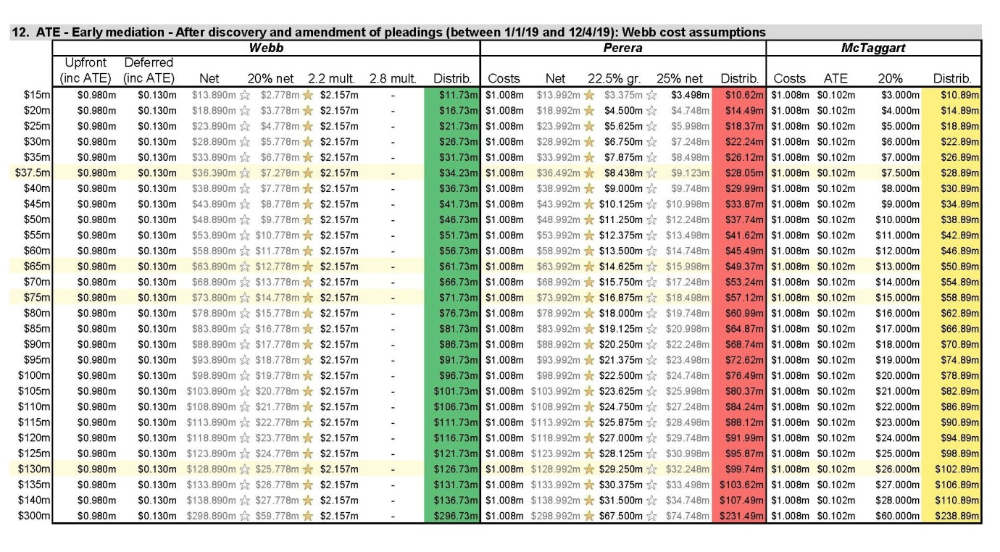 12. ATE - Early mediation - After discovery and amendment of pleadings (between 1/1/19 and 12/4/19): Webb cost assumptions
Webb Perera McTaggart
Upfront Deferred
(inc ATE) (inc ATE) Net 20% net 2.2 mult. 2.8 mult. Distrib. Costs Net 22.5% gr. 25% net Distrib. Costs ATE 20% Distrib.
$15m $0.980m $0.130m $13.890m $2.778m $2.157m - $11.73m $1.008m $13.992m $3.375m $3.498m $10.62m $1.008m $0.102m $3.000m $10.89m
$20m $0.980m $0.130m $18.890m $3.778m $2.157m - $16.73m $1.008m $18.992m $4.500m $4.748m $14.49m $1.008m $0.102m $4.000m $14.89m
$25m $0.980m $0.130m $23.890m $4.778m $2.157m - $21.73m $1.008m $23.992m $5.625m $5.998m $18.37m $1.008m $0.102m $5.000m $18.89m
$30m $0.980m $0.130m $28.890m $5.778m $2.157m - $26.73m $1.008m $28.992m $6.750m $7.248m $22.24m $1.008m $0.102m $6.000m $22.89m
$35m $0.980m $0.130m $33.890m $6.778m $2.157m - $31.73m $1.008m $33.992m $7.875m $8.498m $26.12m $1.008m $0.102m $7.000m $26.89m
$37.5m $0.980m $0.130m $36.390m $7.278m $2.157m - $34.23m $1.008m $36.492m $8.438m $9.123m $28.05m $1.008m $0.102m $7.500m $28.89m
$40m $0.980m $0.130m $38.890m $7.778m $2.157m - $36.73m $1.008m $38.992m $9.000m $9.748m $29.99m $1.008m $0.102m $8.000m $30.89m
$45m $0.980m $0.130m $43.890m $8.778m $2.157m - $41.73m $1.008m $43.992m $10.125m $10.998m $33.87m $1.008m $0.102m $9.000m $34.89m
$50m $0.980m $0.130m $48.890m $9.778m $2.157m - $46.73m $1.008m $48.992m $11.250m $12.248m $37.74m $1.008m $0.102m $10.000m $38.89m
$55m $0.980m $0.130m $53.890m $10.778m $2.157m - $51.73m $1.008m $53.992m $12.375m $13.498m $41.62m $1.008m $0.102m $11.000m $42.89m
$60m $0.980m $0.130m $58.890m $11.778m $2.157m - $56.73m $1.008m $58.992m $13.500m $14.748m $45.49m $1.008m $0.102m $12.000m $46.89m
$65m $0.980m $0.130m $63.890m $12.778m $2.157m - $61.73m $1.008m $63.992m $14.625m $15.998m $49.37m $1.008m $0.102m $13.000m $50.89m
$70m $0.980m $0.130m $68.890m $13.778m $2.157m - $66.73m $1.008m $68.992m $15.750m $17.248m $53.24m $1.008m $0.102m $14.000m $54.89m
$75m $0.980m $0.130m $73.890m $14.778m $2.157m - $71.73m $1.008m $73.992m $16.875m $18.498m $57.12m $1.008m $0.102m $15.000m $58.89m
$80m $0.980m $0.130m $78.890m $15.778m $2.157m - $76.73m $1.008m $78.992m $18.000m $19.748m $60.99m $1.008m $0.102m $16.000m $62.89m
$85m $0.980m $0.130m $83.890m $16.778m $2.157m - $81.73m $1.008m $83.992m $19.125m $20.998m $64.87m $1.008m $0.102m $17.000m $66.89m
$90m $0.980m $0.130m $88.890m $17.778m $2.157m - $86.73m $1.008m $88.992m $20.250m $22.248m $68.74m $1.008m $0.102m $18.000m $70.89m
$95m $0.980m $0.130m $93.890m $18.778m $2.157m - $91.73m $1.008m $93.992m $21.375m $23.498m $72.62m $1.008m $0.102m $19.000m $74.89m
$100m $0.980m $0.130m $98.890m $19.778m $2.157m - $96.73m $1.008m $98.992m $22.500m $24.748m $76.49m $1.008m $0.102m $20.000m $78.89m
$105m $0.980m $0.130m $103.890m $20.778m $2.157m - $101.73m $1.008m $103.992m $23.625m $25.998m $80.37m $1.008m $0.102m $21.000m $82.89m
$110m $0.980m $0.130m $108.890m $21.778m $2.157m - $106.73m $1.008m $108.992m $24.750m $27.248m $84.24m $1.008m $0.102m $22.000m $86.89m
$115m $0.980m $0.130m $113.890m $22.778m $2.157m - $111.73m $1.008m $113.992m $25.875m $28.498m $88.12m $1.008m $0.102m $23.000m $90.89m
$120m $0.980m $0.130m $118.890m $23.778m $2.157m - $116.73m $1.008m $118.992m $27.000m $29.748m $91.99m $1.008m $0.102m $24.000m $94.89m
$125m $0.980m $0.130m $123.890m $24.778m $2.157m - $121.73m $1.008m $123.992m $28.125m $30.998m $95.87m $1.008m $0.102m $25.000m $98.89m
$130m $0.980m $0.130m $128.890m $25.778m $2.157m - $126.73m $1.008m $128.992m $29.250m $32.248m $99.74m $1.008m $0.102m $26.000m $102.89m
$135m $0.980m $0.130m $133.890m $26.778m $2.157m - $131.73m $1.008m $133.992m $30.375m $33.498m $103.62m $1.008m $0.102m $27.000m $106.89m
$140m $0.980m $0.130m $138.890m $27.778m $2.157m - $136.73m $1.008m $138.992m $31.500m $34.748m $107.49m $1.008m $0.102m $28.000m $110.89m
$300m $0.980m $0.130m $298.890m $59.778m $2.157m - $296.73m $1.008m $298.992m $67.500m $74.748m $231.49m $1.008m $0.102m $60.000m $238.89m